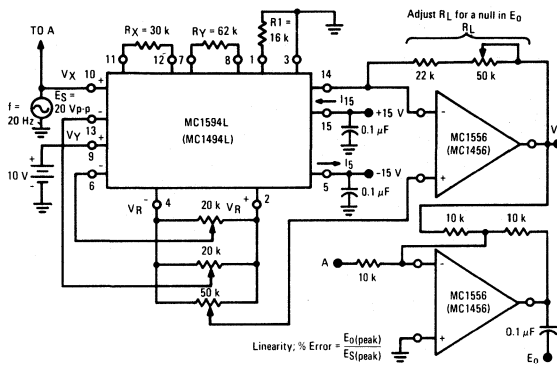 Adjust RL for a null in Eo
RL
TO A
RX = 30 k
RY = 62 k
R1 =
16 k
11
12
7
8
1
3
14
22 k
50 k
VX
10
+
ES =
20 Vp-p
f =
20 Hz
-
13
VY
+
9
10 V
+
-
-
6
MC1594L
(MC1494L)
I15
+15 V
15
0.1 µF
I5
-15 V
5
0.1 µF
-
MC1556
(MC1456)
+
V
VR-
4
VR+
2
20 k
20 k
50 k
10 k
10 k
A
10 k
-
MC1556
(MC1456)
+
0.1 µF
Eo
Linearity; % Error = Eo(peak)
ES(peak)